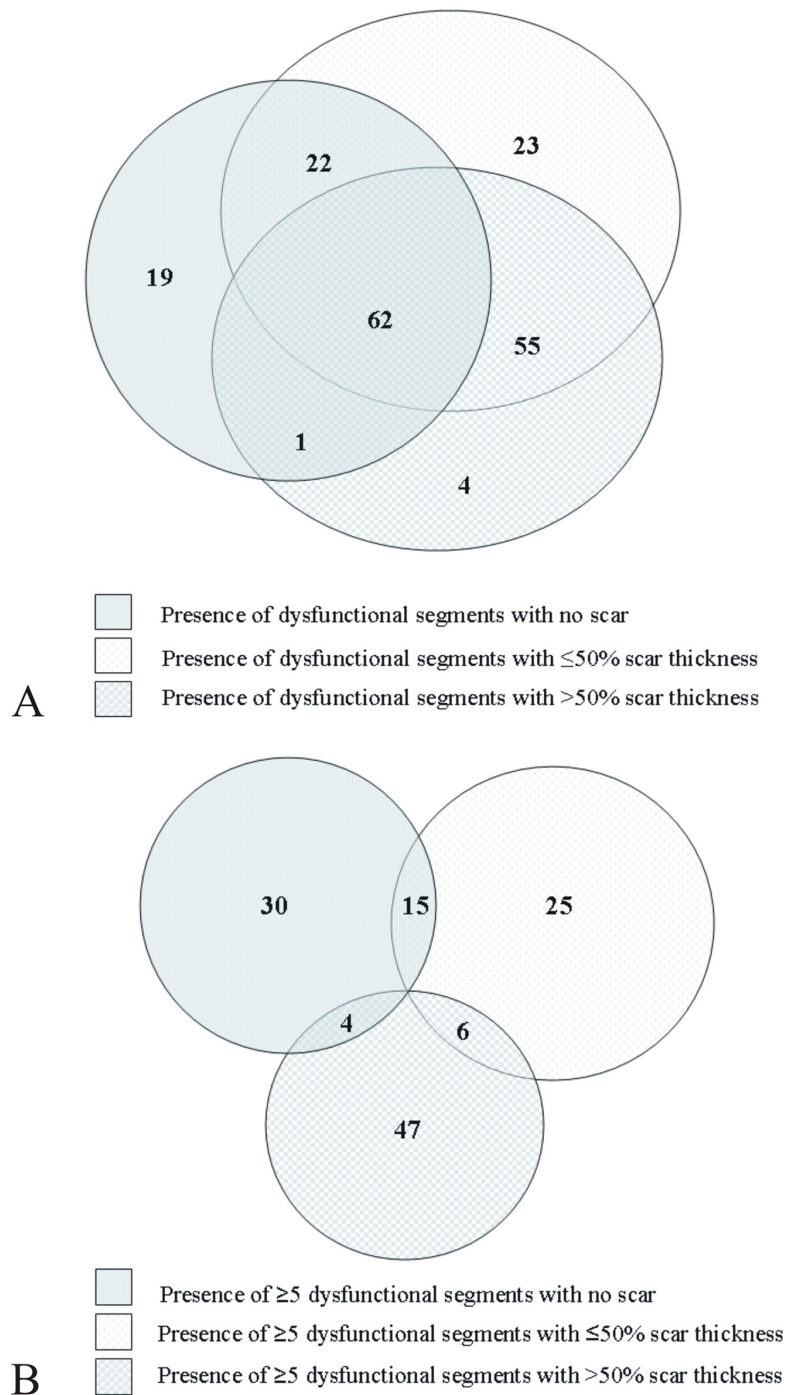 23
22
19
62
55
1
4
Presence of dysfunctional segments with no scar
Presence of dysfunctional segments with ≤50% scar thickness
A
Presence of dysfunctional segments with >50% scar thickness
30
15
25
4
6
47
Presence of ≥5 dysfunctional segments with no scar
Presence of ≥5 dysfunctional segments with ≤50% scar thickness
B
Presence of ≥5 dysfunctional segments with >50% scar thickness